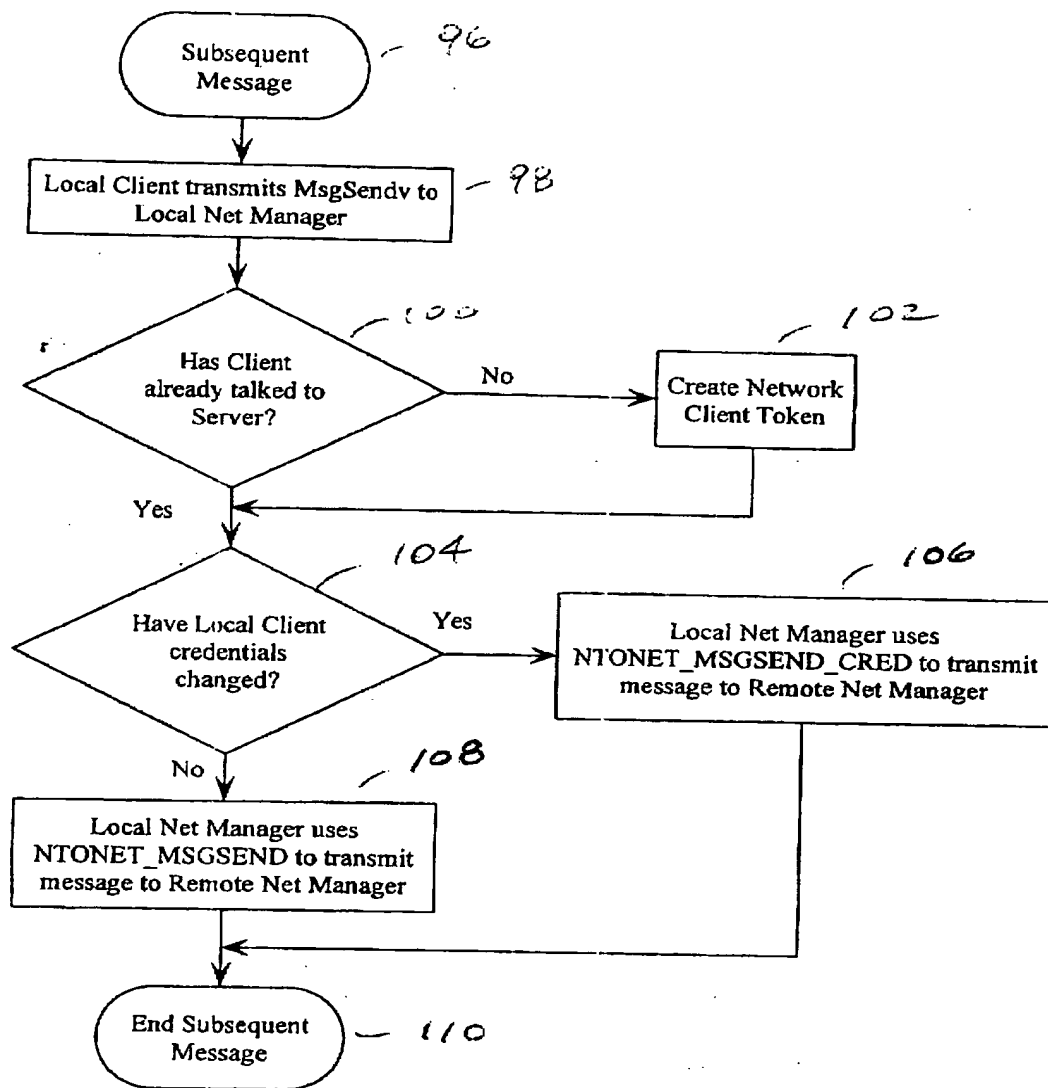 Subsequent
Message
96
Local Client transmits MsgSendv to
Local Net Manager
98
Has Client
already talked to
Server?
100
No
102
Create Network
Client Token
Yes
104
Have Local Client
credentials
changed?
Yes
106
Local Net Manager uses
NTONET_MSGSEND_CRED to transmit
message to Remote Net Manager
No
108
Local Net Manager uses
NTONET_MSGSEND to transmit
message to Remote Net Manager
End Subsequent
Message
110